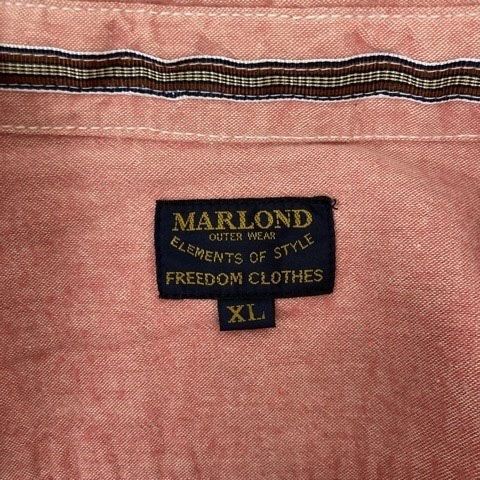 MARLOND
OUTER WEAR
ELEMENTS OF STYLE
FREEDOM CLOTHES
XL